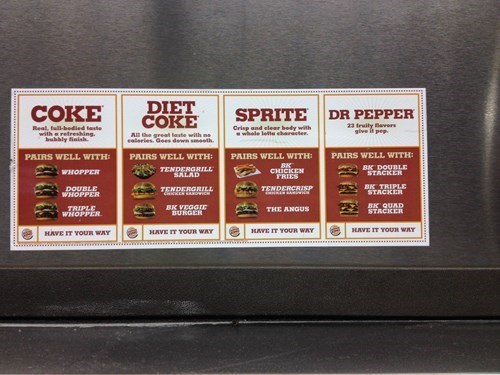 COKE
Real, full-bodied taste
with a refreshing,
bubbly finish.
PAIRS WELL WITH:
WHOPPER
DOUBLE
WHOPPER
TRIPLE
WHOPPER
HAVE IT YOUR WAY
DIET
COKE
All the great taste with no
calories. Goes down smooth.
PAIRS WELL WITH:
TENDERGRILL
SALAD
TENDERGRILL
CHICKEN SANDWICH
BK VEGGIE
BURGER
HAVE IT YOUR WAY
SPRITE
Crisp and clear body with
a whole lotta character.
PAIRS WELL WITH:
BK
CHICKEN
FRIES
TENDERCRISP
CHICKEN SANDWICH
THE ANGUS
HAVE IT YOUR WAY
DR PEPPER
23 fruity flavors
give it pep.
PAIRS WELL WITH:
BK DOUBLE
STACKER
BK TRIPLE
STACKER
BK QUAD
STACKER
HAVE IT YOUR WAY